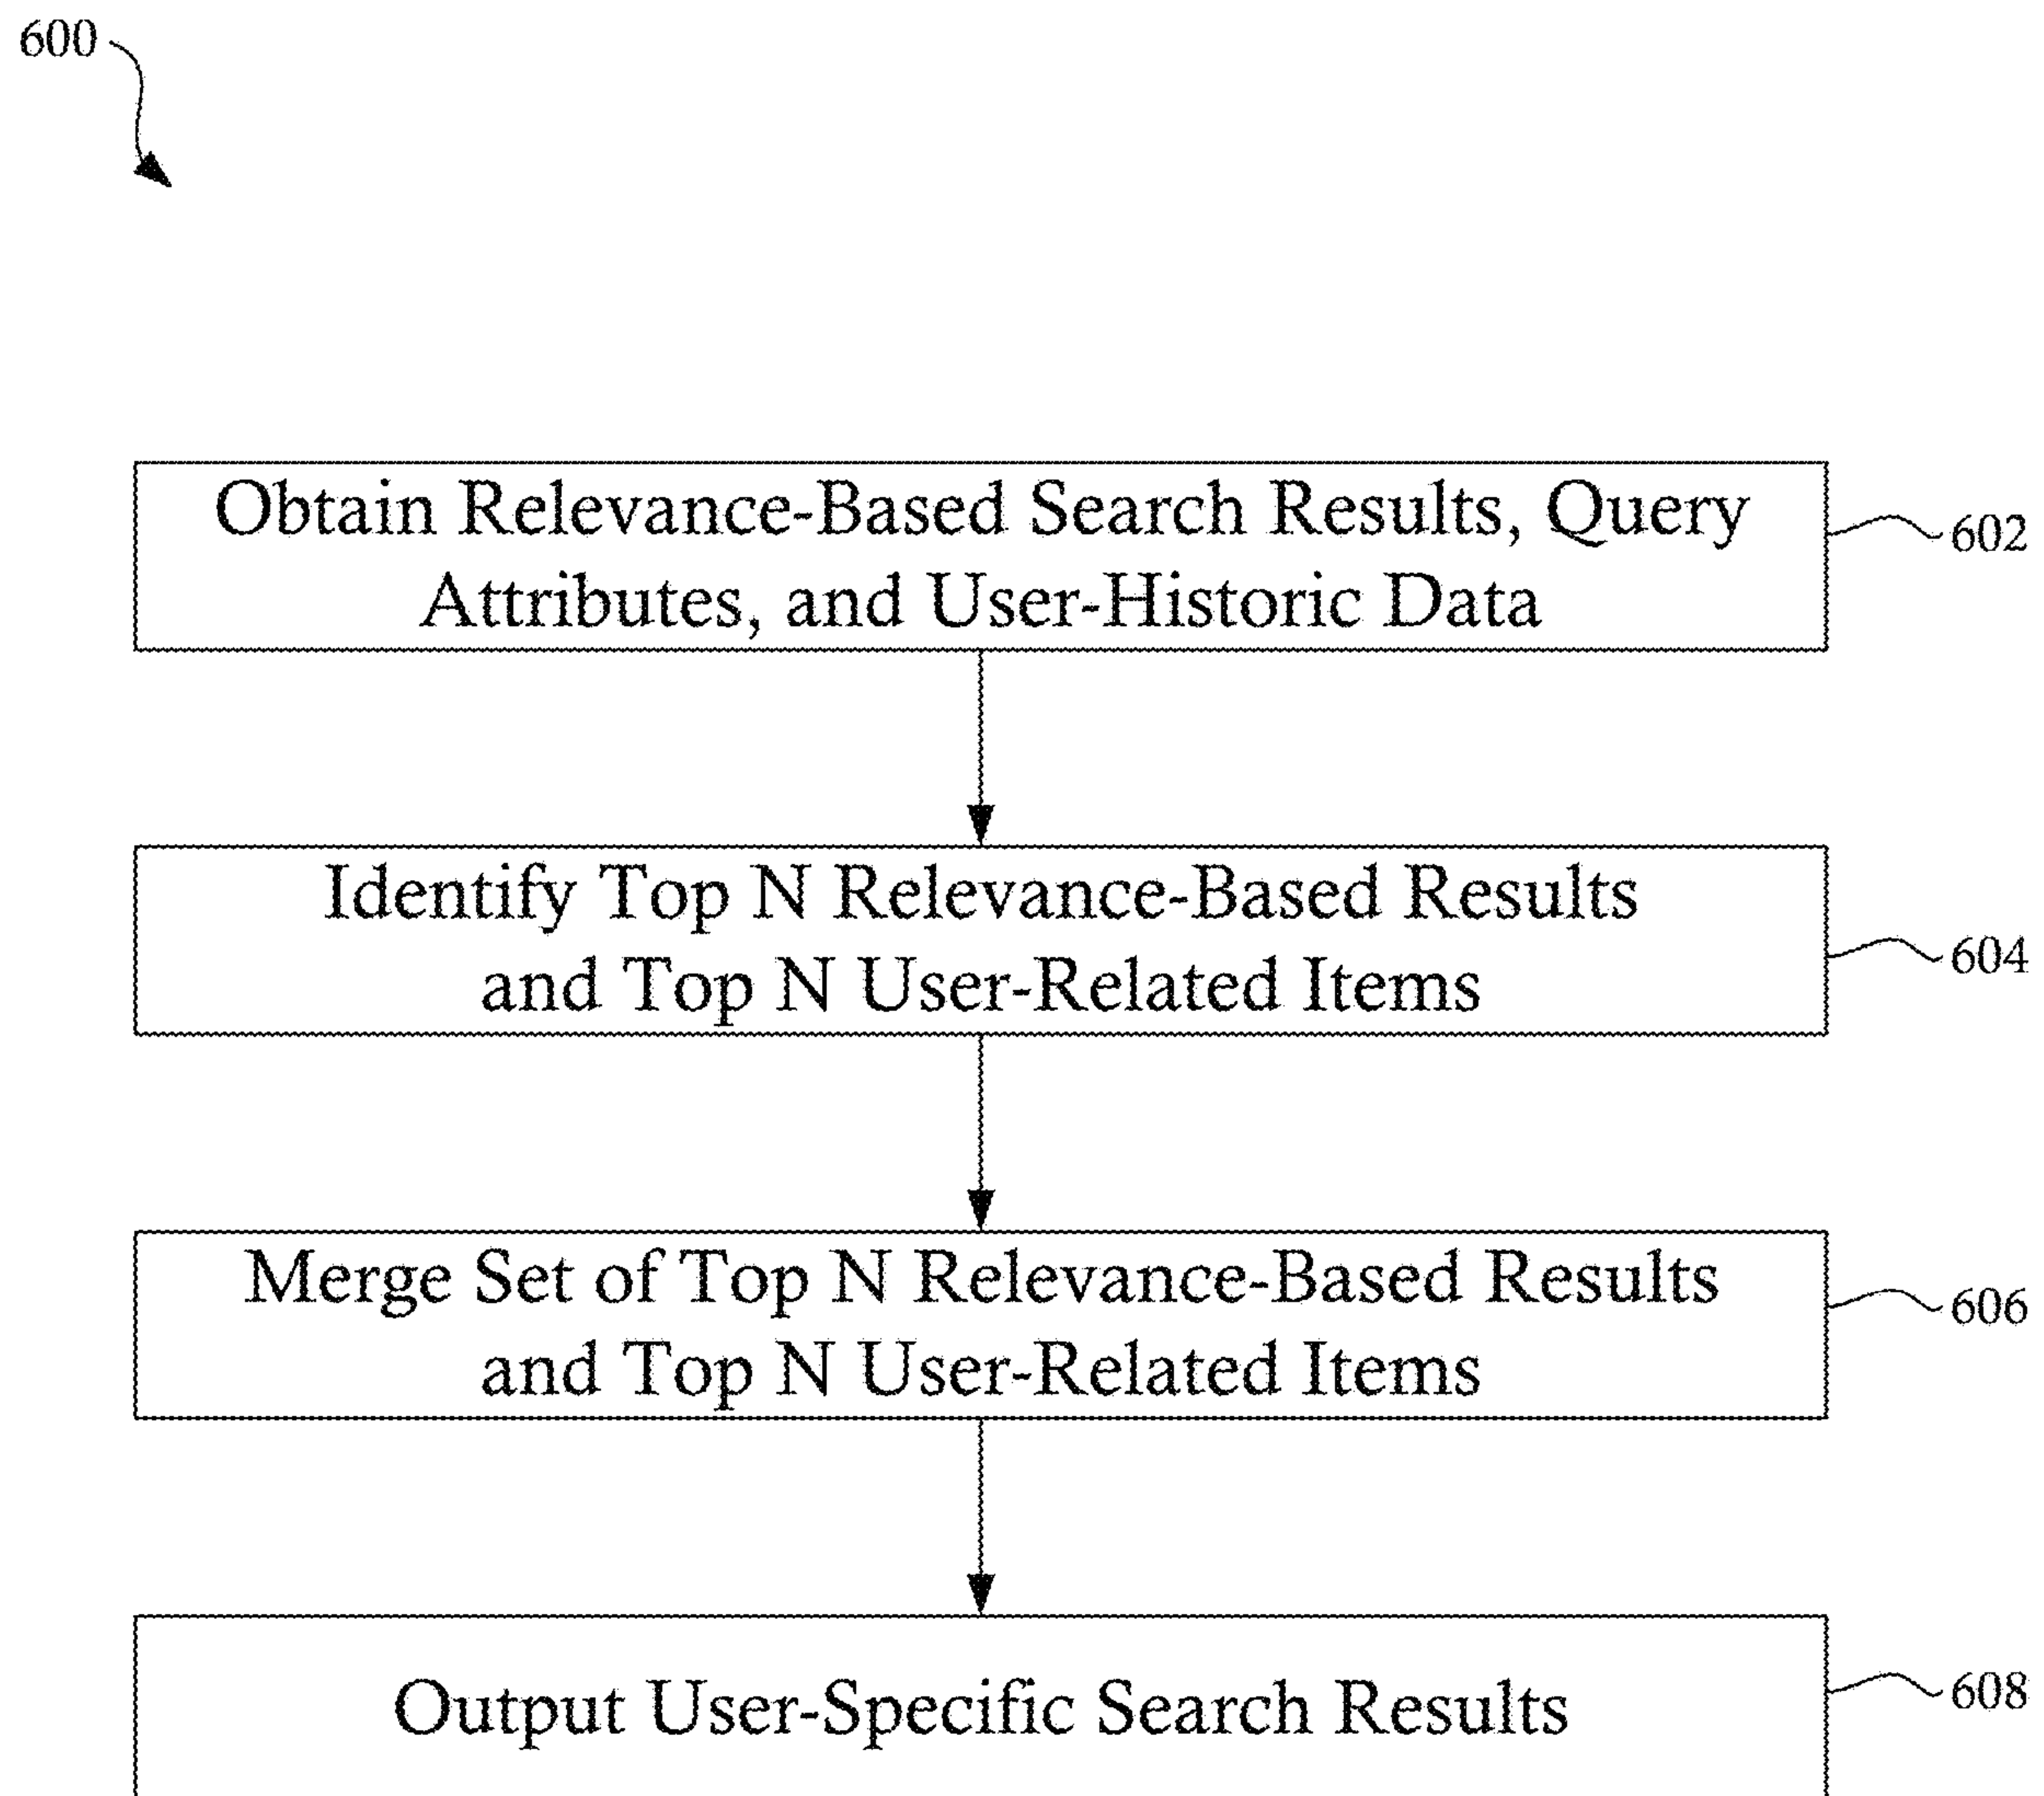 600
Obtain Relevance-Based Search Results, Query
Attributes, and User-Historic Data
602
Identify Top N Relevance-Based Results
and Top N User-Related Items
604
Merge Set of Top N Relevance-Based Results
and Top N User-Related Items
606
Output User-Specific Search Results
608